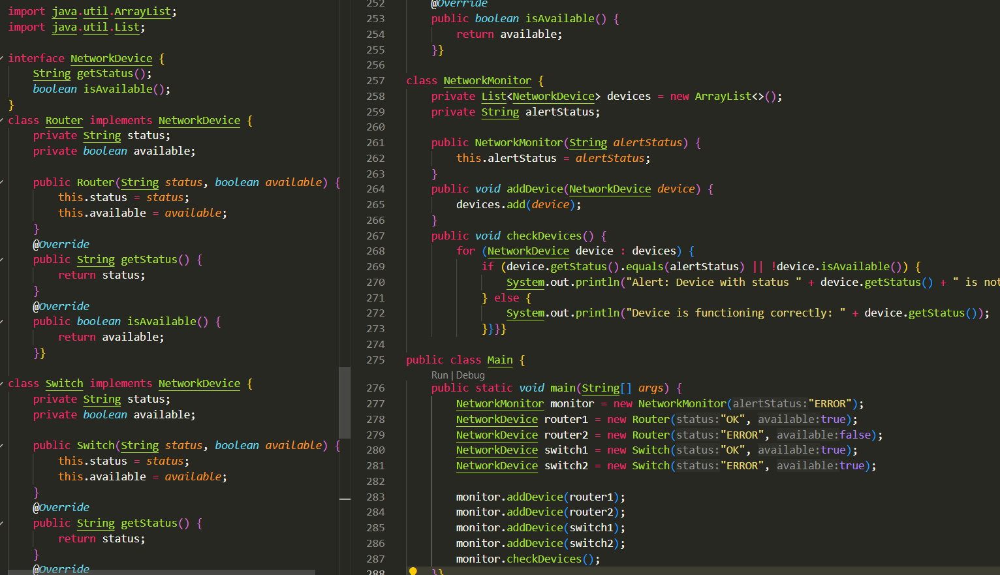 import java.util.ArrayList;
import java.util.List;
interface NetworkDevice {
String getStatus();
boolean isAvailable();
}
class Router implements NetworkDevice {
private String status;
private boolean available;
public Router(String status, boolean available) {
this.status = status;
this.available = available;
}
@Override
public String getStatus() {
return status;
}
@Override
public boolean isAvailable() {
return available;
}}
class Switch implements NetworkDevice {
private String status;
private boolean available;
public Switch(String status, boolean available) {
this.status = status;
this.available = available;
}
@Override
public String getStatus() {
return status;
}
@Override
252 @Override
253 public boolean isAvailable() {
254 return available;
255 }}
256
257 class NetworkMonitor {
258 private List<NetworkDevice> devices = new ArrayList<>();
259 private String alertStatus;
260
261 public NetworkMonitor(String alertStatus) {
262 this.alertStatus = alertStatus;
263 }
264 public void addDevice(NetworkDevice device) {
265 devices.add(device);
266 }
267 public void checkDevices() {
268 for (NetworkDevice device : devices) {
269 if (device.getStatus().equals(alertStatus) || !device.isAvailable()) {
270 System.out.println("Alert: Device with status " + device.getStatus() + " is not
271 } else {
272 System.out.println("Device is functioning correctly: " + device.getStatus());
273 }}}}
274
275 public class Main {
Run | Debug
276 public static void main(String[] args) {
277 NetworkMonitor monitor = new NetworkMonitor(alertStatus:"ERROR");
278 NetworkDevice router1 = new Router(status:"OK", available:true);
279 NetworkDevice router2 = new Router(status:"ERROR", available:false);
280 NetworkDevice switch1 = new Switch(status:"OK", available:true);
281 NetworkDevice switch2 = new Switch(status:"ERROR", available:true);
282
283 monitor.addDevice(router1);
284 monitor.addDevice(router2);
285 monitor.addDevice(switch1);
286 monitor.addDevice(switch2);
287 monitor.checkDevices();
288 }}